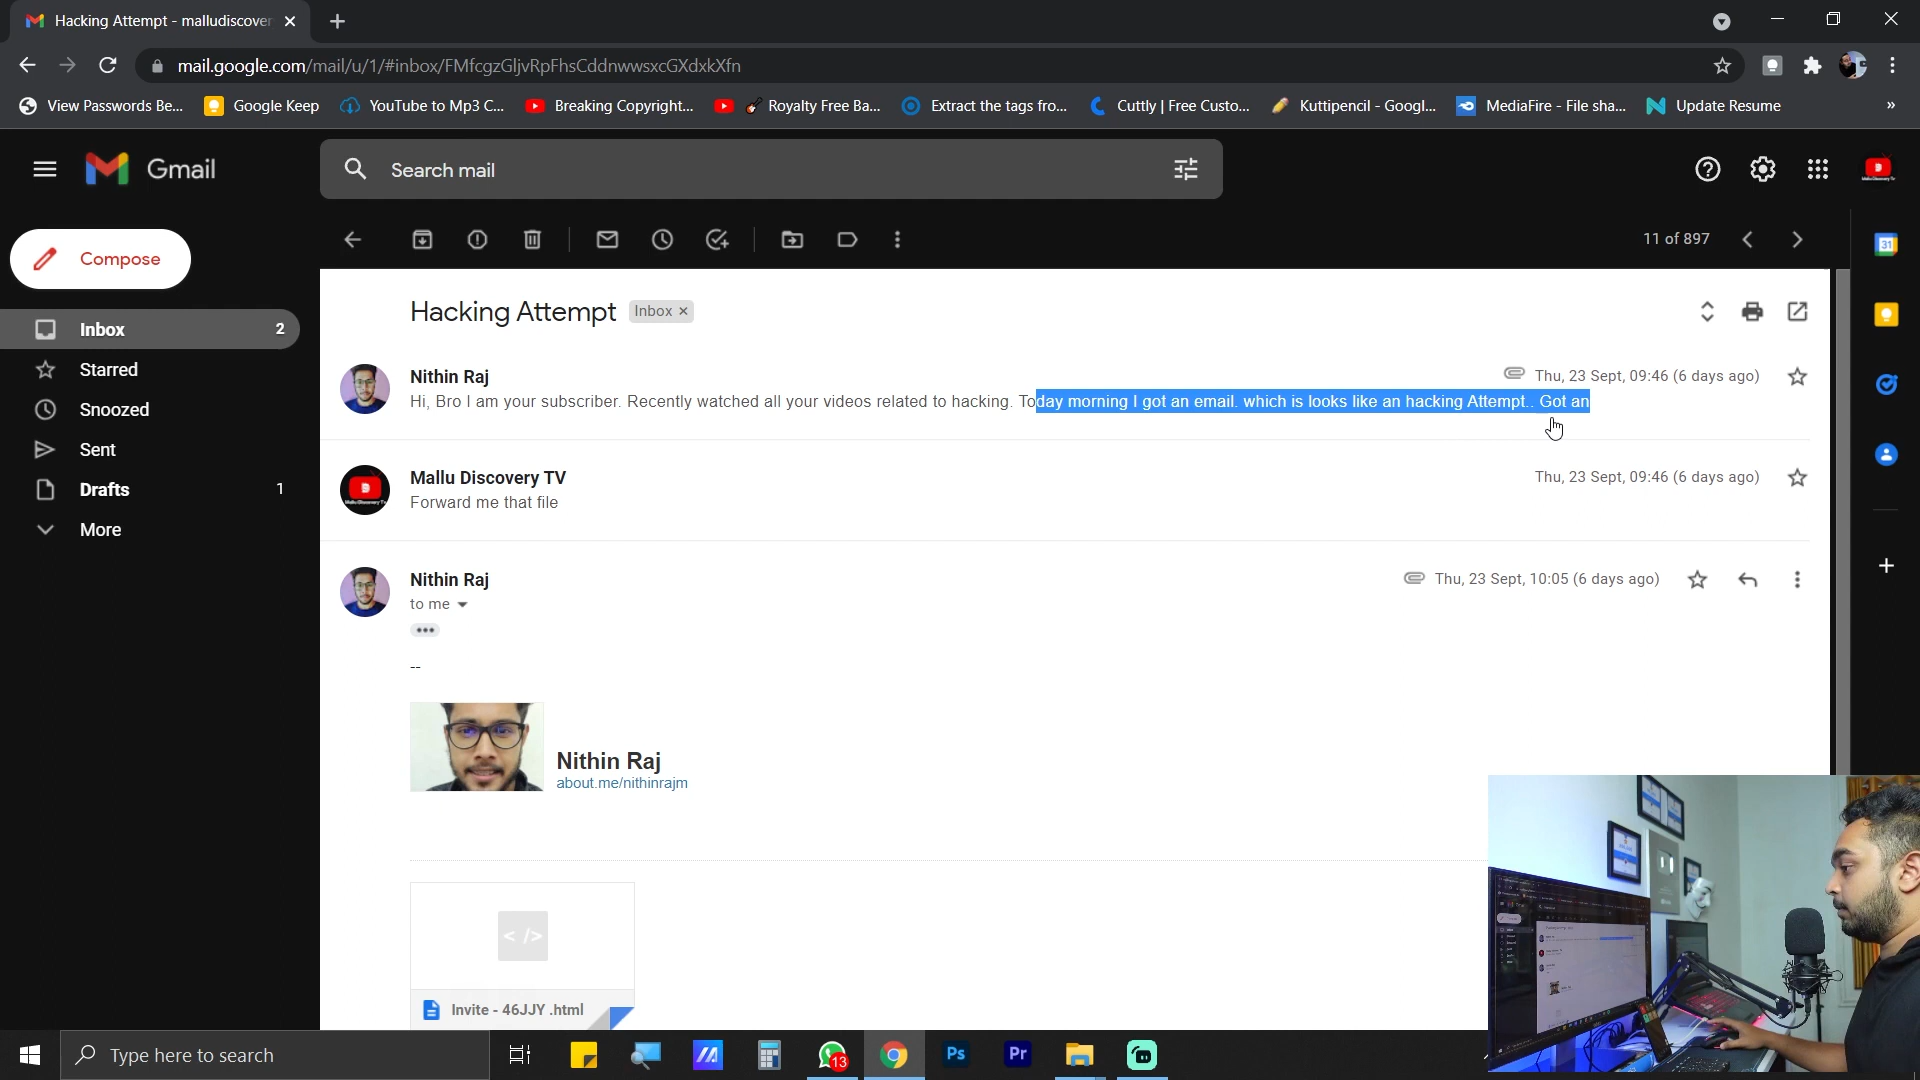 Hacking Attempt - malludiscover
mail.google.com/mail/u/1/#inbox/FMfcgzGljvRpFhsCddnwwsxcGXdxkXfn
View Passwords Be... Google Keep YouTube to Mp3 C... Breaking Copyright... Royalty Free Ba... Extract the tags fro... Cuttly | Free Custo... Kuttipencil - Googl... MediaFire - File sha... Update Resume »
Gmail
Search mail
Compose
11 of 897
31
Inbox 2
Starred
Snoozed
Sent
Drafts 1
More
Hacking Attempt Inbox ×
Nithin Raj Thu, 23 Sept, 09:46 (6 days ago)
Hi, Bro I am your subscriber. Recently watched all your videos related to hacking. Today morning I got an email. which is looks like an hacking Attempt.. Got an
Mallu Discovery TV Thu, 23 Sept, 09:46 (6 days ago)
Forward me that file
Nithin Raj Thu, 23 Sept, 10:05 (6 days ago)
to me
--
Nithin Raj
about.me/nithinrajm
</>
Invite - 46JJY .html
Type here to search
13
Ps
Pr